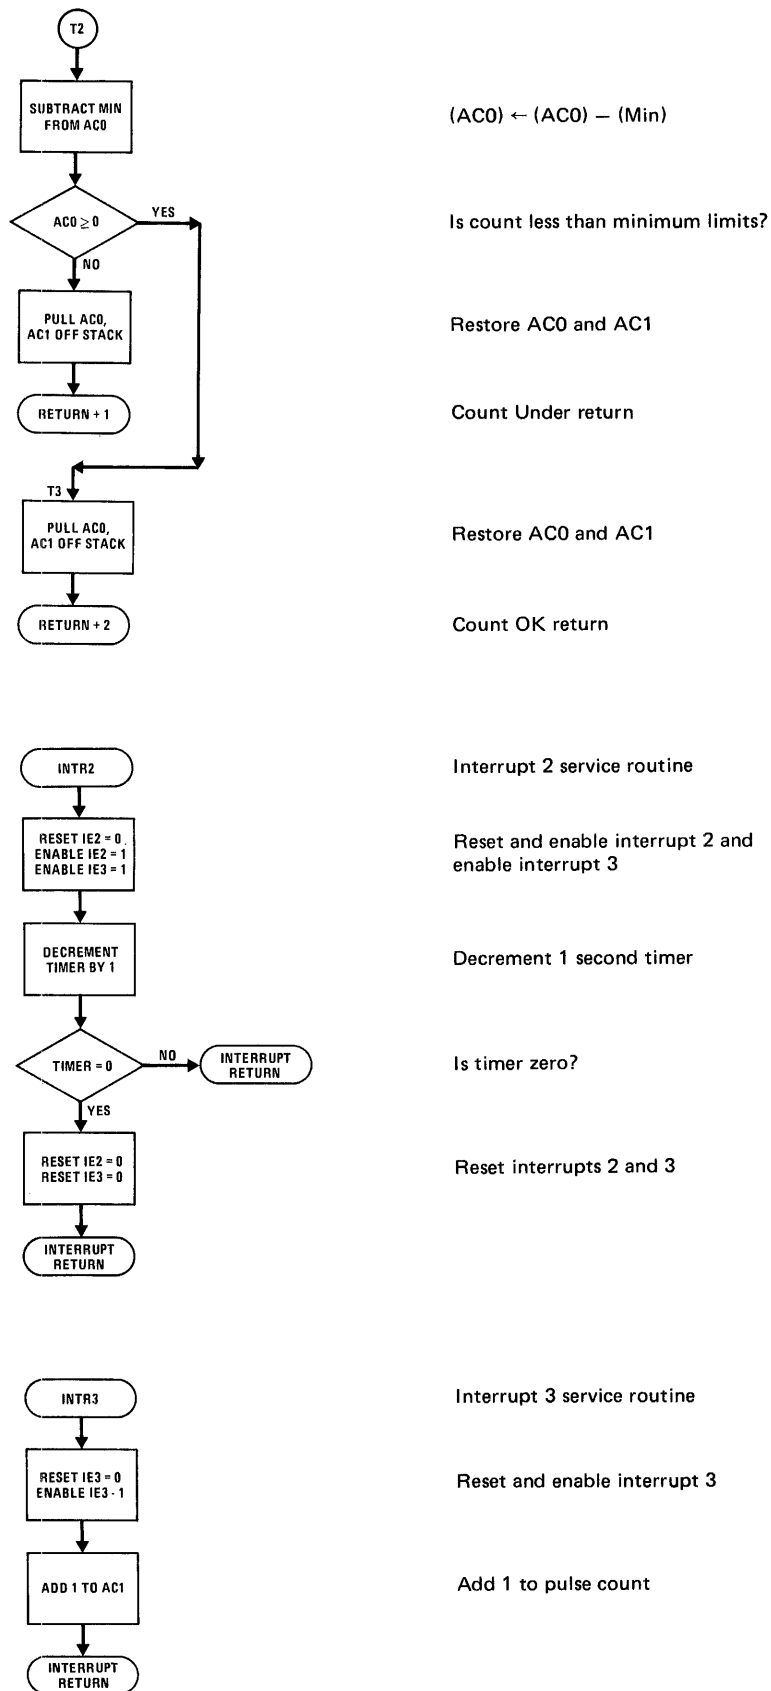 T2
SUBTRACT MIN
FROM AC0
(AC0) ← (AC0) — (Min)
AC0 ≥ 0
YES
Is count less than minimum limits?
NO
PULL AC0,
AC1 OFF STACK
Restore AC0 and AC1
RETURN + 1
Count Under return
T3
PULL AC0,
AC1 OFF STACK
Restore AC0 and AC1
RETURN + 2
Count OK return
INTR2
Interrupt 2 service routine
RESET IE2 = 0
ENABLE IE2 = 1
ENABLE IE3 = 1
Reset and enable interrupt 2 and
enable interrupt 3
DECREMENT
TIMER BY 1
Decrement 1 second timer
TIMER = 0
NO
INTERRUPT
RETURN
Is timer zero?
YES
RESET IE2 = 0
RESET IE3 = 0
Reset interrupts 2 and 3
INTERRUPT
RETURN
INTR3
Interrupt 3 service routine
RESET IE3 = 0
ENABLE IE3 - 1
Reset and enable interrupt 3
ADD 1 TO AC1
Add 1 to pulse count
INTERRUPT
RETURN